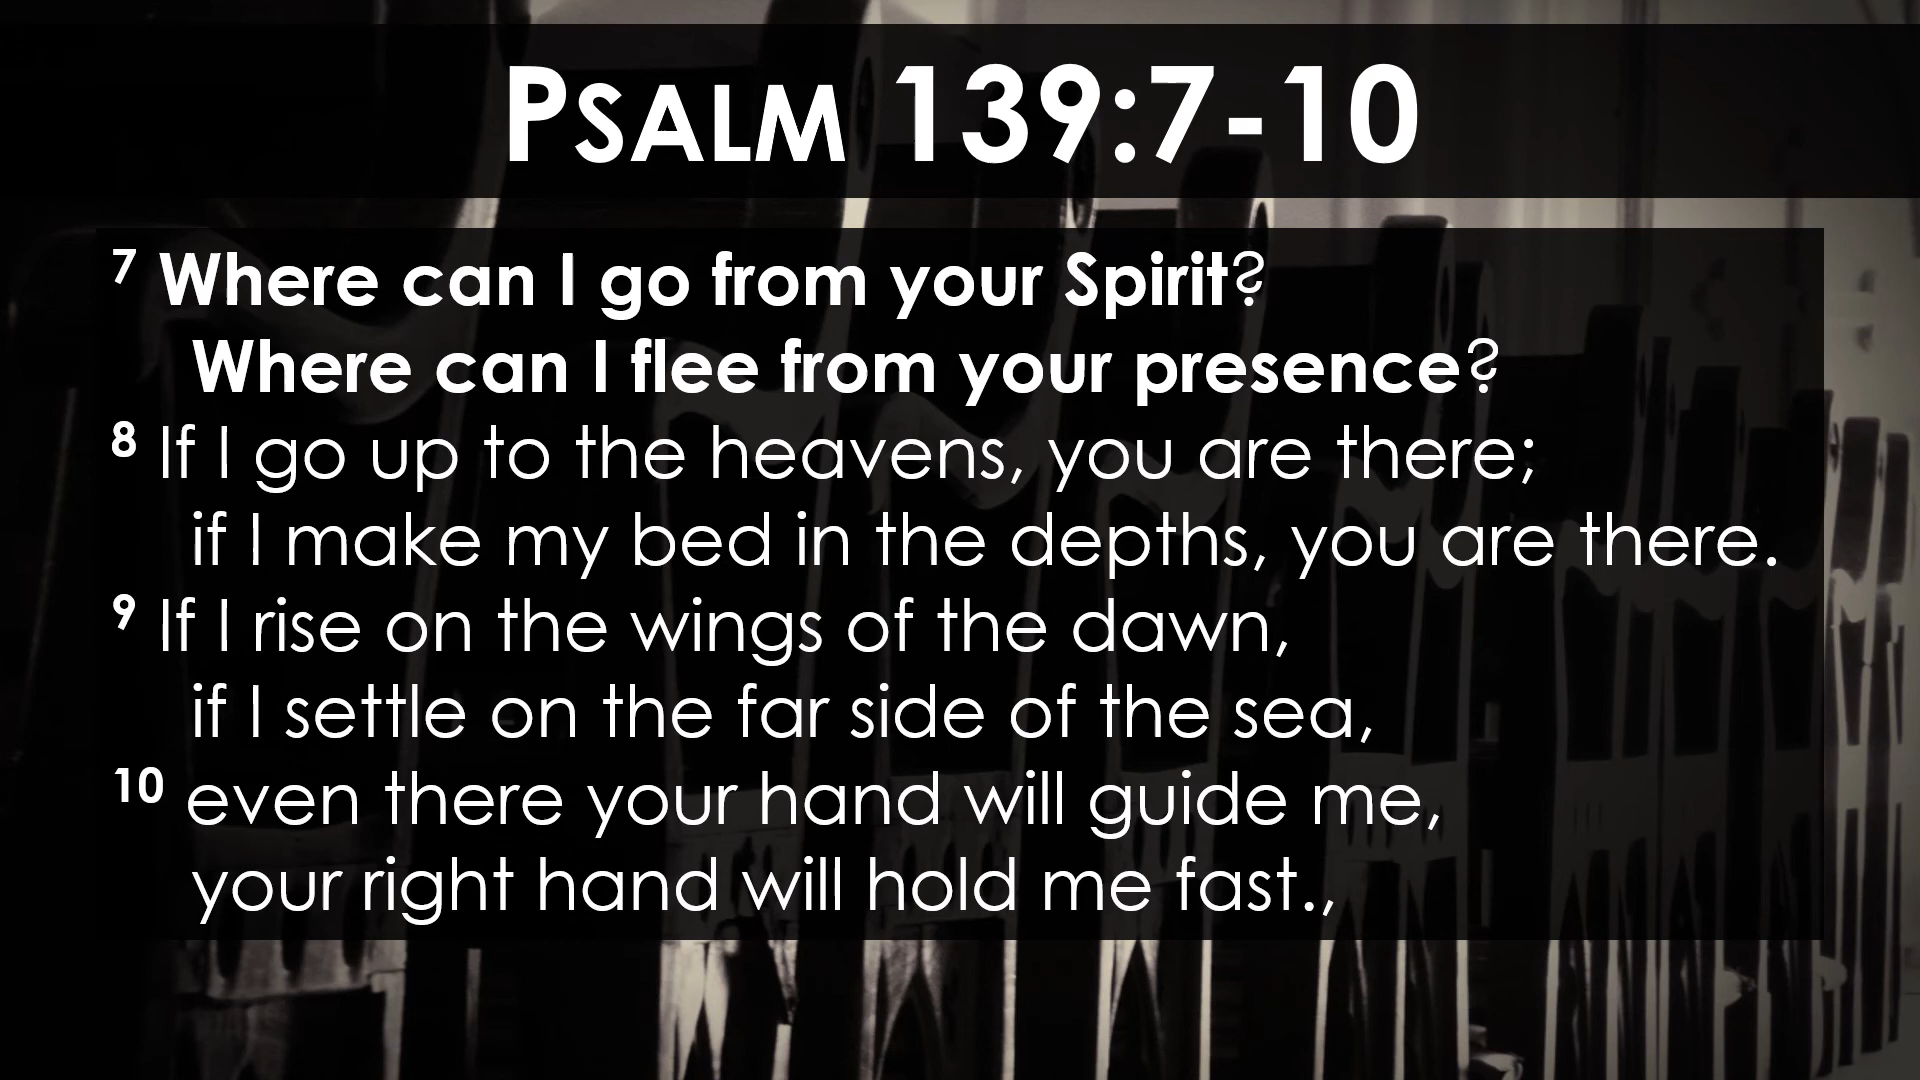 PSALM 139:7-10
7 Where can I go from your Spirit?
Where can I flee from your presence?
8 If I go up to the heavens, you are there;
if I make my bed in the depths, you are there.
9 If I rise on the wings of the dawn,
if I settle on the far side of the sea,
10 even there your hand will guide me,
your right hand will hold me fast.,